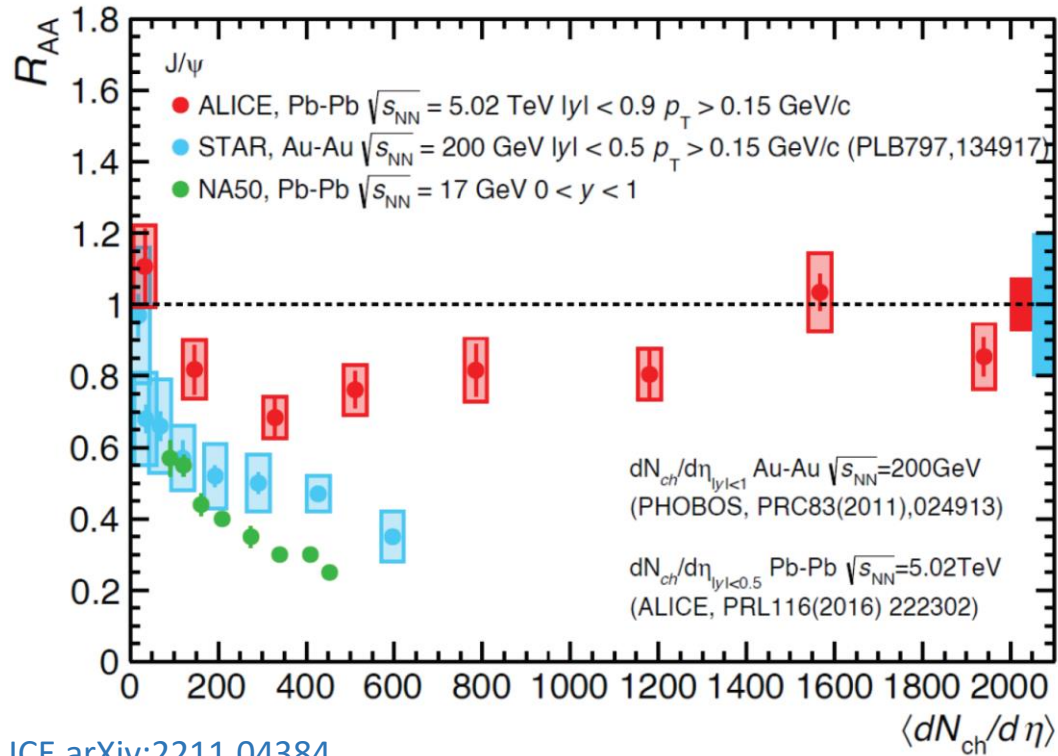 R_AA
1.8
1.6
1.4
1.2
1
0.8
0.6
0.4
0.2
0
J/ψ
ALICE, Pb-Pb √s_NN = 5.02 TeV |y| < 0.9 p_T > 0.15 GeV/c
STAR, Au-Au √s_NN = 200 GeV |y| < 0.5 p_T > 0.15 GeV/c (PLB797,134917)
NA50, Pb-Pb √s_NN = 17 GeV 0 < y < 1
dN_ch/dη_|y|<1 Au-Au √s_NN=200GeV
(PHOBOS, PRC83(2011),024913)
dN_ch/dη_|y|<0.5 Pb-Pb √s_NN=5.02TeV
(ALICE, PRL116(2016) 222302)
0 200 400 600 800 1000 1200 1400 1600 1800 2000
⟨dN_ch/d η⟩
ICE arXiv:2211.04384